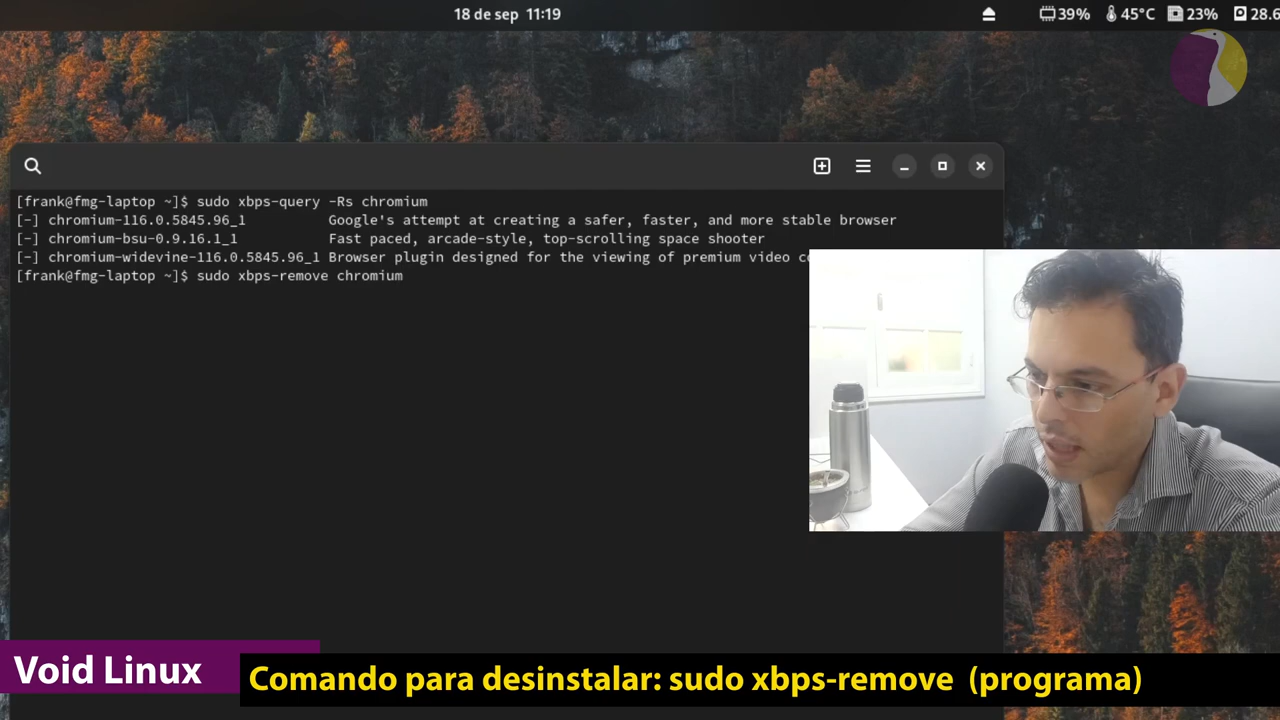 18 de sep 11:19
39% 45°C 23% 28.6
[frank@fmg-laptop ~]$ sudo xbps-query -Rs chromium
[-] chromium-116.0.5845.96_1 Google's attempt at creating a safer, faster, and more stable browser
[-] chromium-bsu-0.9.16.1_1 Fast paced, arcade-style, top-scrolling space shooter
[-] chromium-widevine-116.0.5845.96_1 Browser plugin designed for the viewing of premium video
[frank@fmg-laptop ~]$ sudo xbps-remove chromium
Void Linux
Comando para desinstalar: sudo xbps-remove (programa)